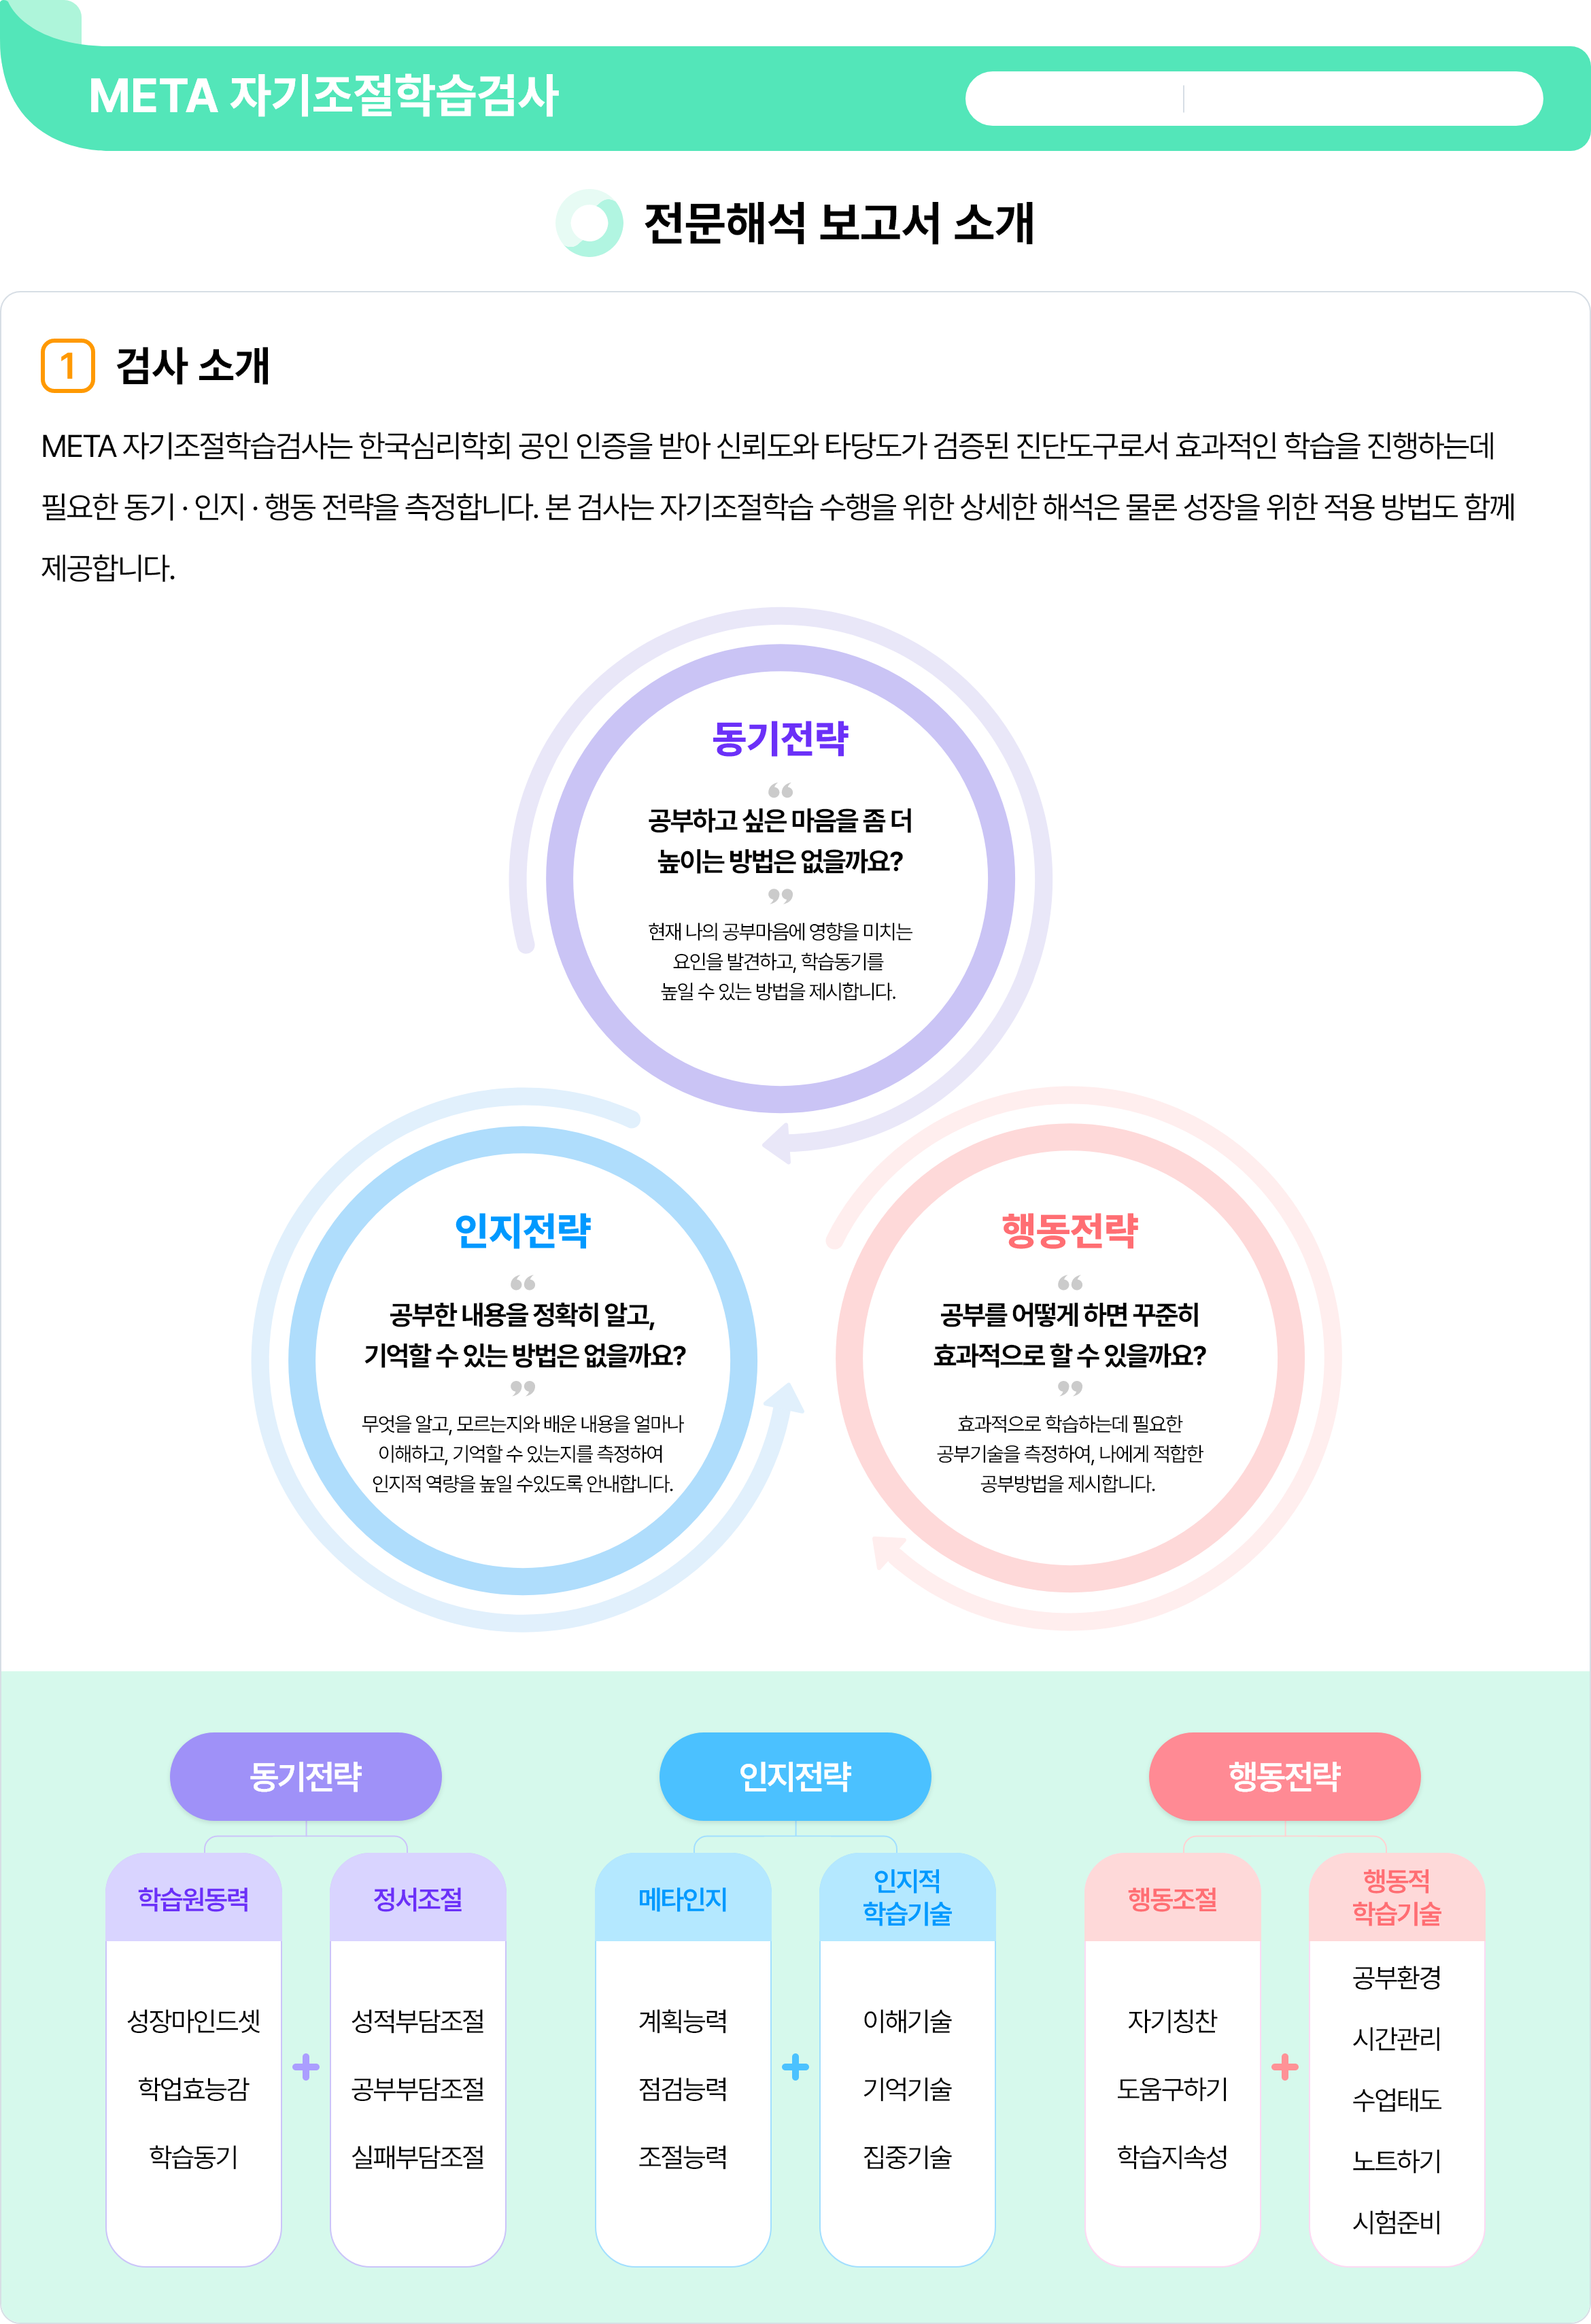 META 자기조절학습검사
전문해석 보고서 소개
1 검사 소개
META 자기조절학습검사는 한국심리학회 공인 인증을 받아 신뢰도와 타당도가 검증된 진단도구로서 효과적인 학습을 진행하는데
필요한 동기 · 인지 · 행동 전략을 측정합니다. 본 검사는 자기조절학습 수행을 위한 상세한 해석은 물론 성장을 위한 적용 방법도 함께
제공합니다.
동기전략
“
공부하고 싶은 마음을 좀 더
높이는 방법은 없을까요?
”
현재 나의 공부마음에 영향을 미치는
요인을 발견하고, 학습동기를
높일 수 있는 방법을 제시합니다.
인지전략
“
공부한 내용을 정확히 알고,
기억할 수 있는 방법은 없을까요?
”
무엇을 알고, 모르는지와 배운 내용을 얼마나
이해하고, 기억할 수 있는지를 측정하여
인지적 역량을 높일 수있도록 안내합니다.
행동전략
“
공부를 어떻게 하면 꾸준히
효과적으로 할 수 있을까요?
”
효과적으로 학습하는데 필요한
공부기술을 측정하여, 나에게 적합한
공부방법을 제시합니다.
동기전략
학습원동력
성장마인드셋
학업효능감
학습동기
+
정서조절
성적부담조절
공부부담조절
실패부담조절
인지전략
메타인지
계획능력
점검능력
조절능력
+
인지적
학습기술
이해기술
기억기술
집중기술
행동전략
행동조절
자기칭찬
도움구하기
학습지속성
+
행동적
학습기술
공부환경
시간관리
수업태도
노트하기
시험준비